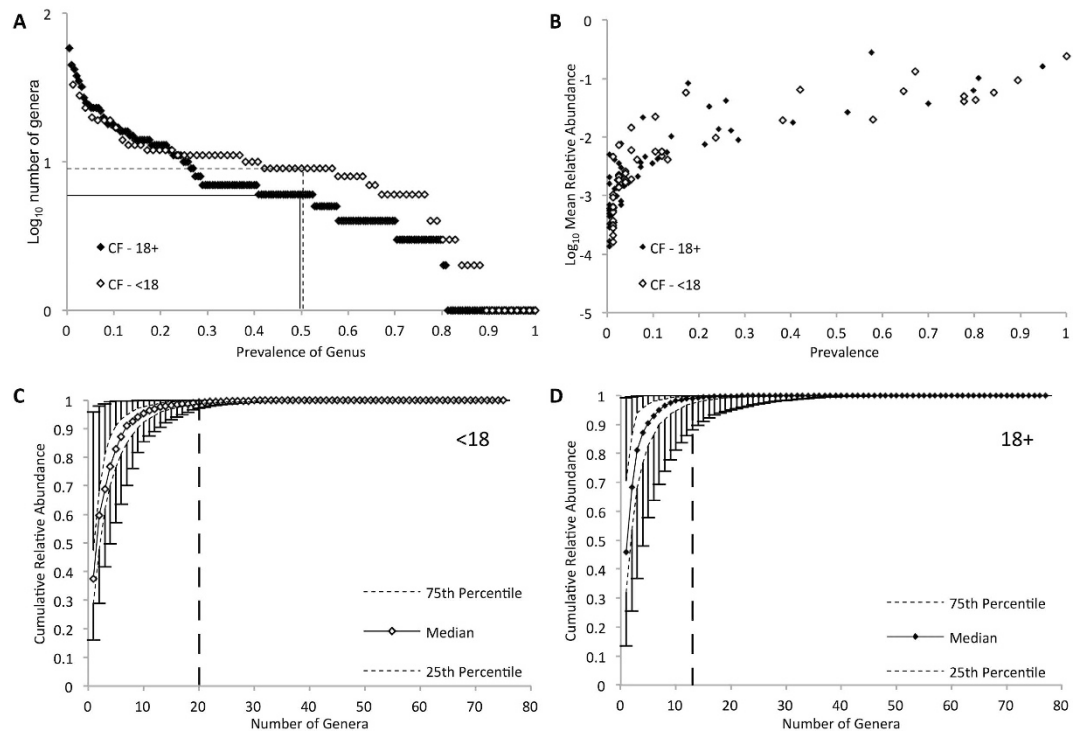 A
2
1
0
Log10 number of genera
CF - 18+
CF - <18
0 0.1 0.2 0.3 0.4 0.5 0.6 0.7 0.8 0.9 1
Prevalence of Genus
B
0
-1
-2
-3
-4
-5
Log10 Mean Relative Abundance
CF - 18+
CF - <18
0 0.1 0.2 0.3 0.4 0.5 0.6 0.7 0.8 0.9 1
Prevalence
C
1
0.9
0.8
0.7
0.6
0.5
0.4
0.3
0.2
0.1
0
Cumulative Relative Abundance
<18
75th Percentile
Median
25th Percentile
0 10 20 30 40 50 60 70 80
Number of Genera
D
1
0.9
0.8
0.7
0.6
0.5
0.4
0.3
0.2
0.1
0
Cumulative Relative Abundance
18+
75th Percentile
Median
25th Percentile
0 10 20 30 40 50 60 70 80
Number of Genera